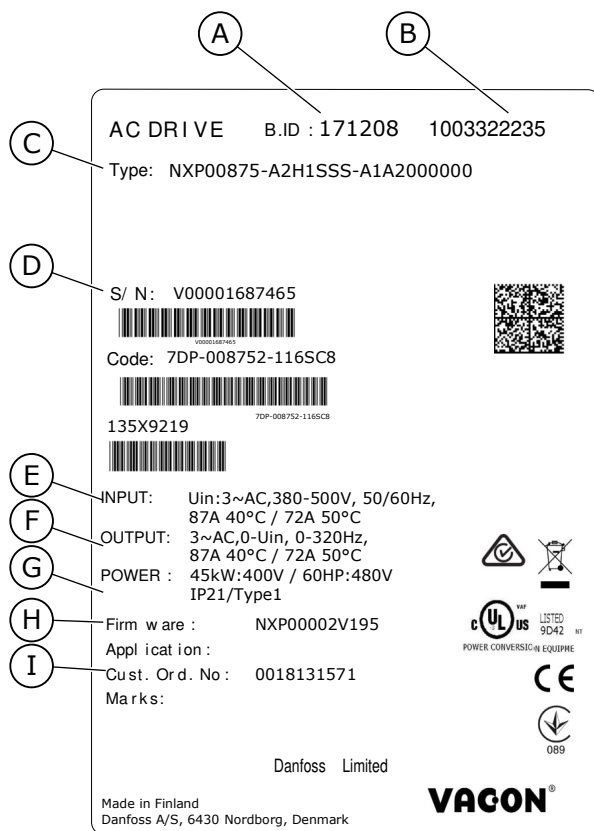 A
B
AC DRIVE B.ID : 171208 1003322235
C
Type: NXP00875-A2H1SSS-A1A2000000
D
S/ N: V00001687465
V00001687465
Code: 7DP-008752-116SC8
7DP-008752-116SC8
135X9219
E
INPUT: Uin:3~AC,380-500V, 50/60Hz,
87A 40°C / 72A 50°C
F
OUTPUT: 3~AC,0-Uin, 0-320Hz,
87A 40°C / 72A 50°C
G
POWER : 45kW:400V / 60HP:480V
IP21/Type1
H
Firm w are : NXP00002V195
Appl icat ion :
I
Cust. Ord. No : 0018131571
Marks:
c UL US VAF LISTED
9D42 NT
POWER CONVERSION EQUIPME
CE
089
Danfoss Limited
Made in Finland
Danfoss A/S, 6430 Nordborg, Denmark
VACON®